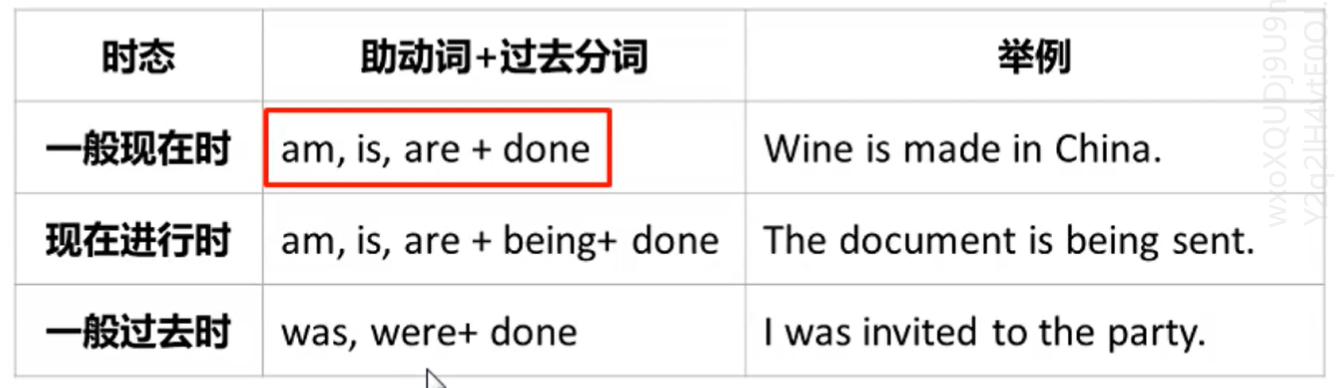 时态 助动词+过去分词 举例
一般现在时 am, is, are + done Wine is made in China.
现在进行时 am, is, are + being+ done The document is being sent.
一般过去时 was, were+ done I was invited to the party.